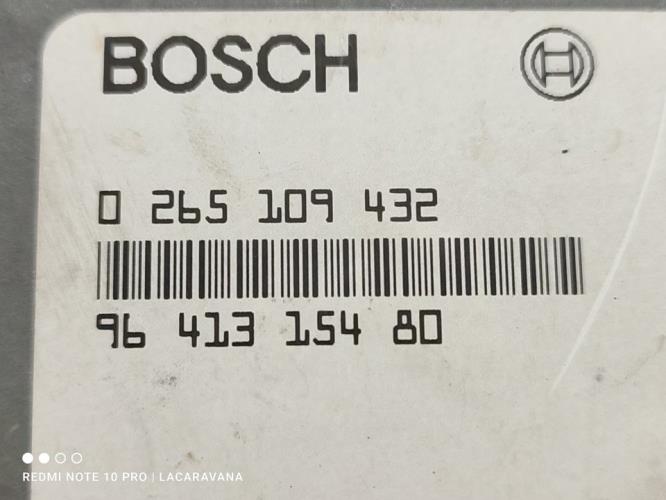 BOSCH
0 265 109 432
96 413 154 80
REDMI NOTE 10 PRO | LACARAVANA